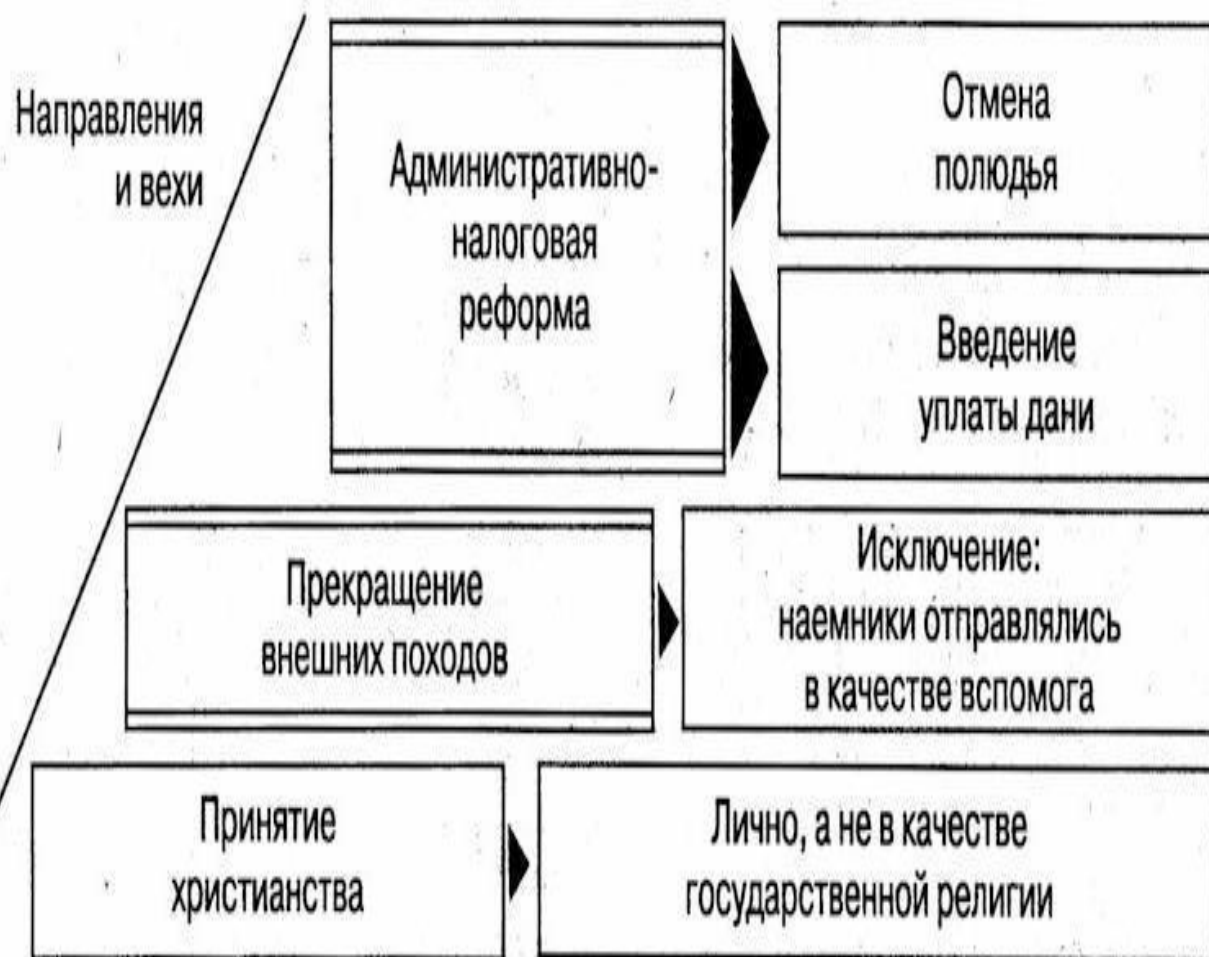 Направления
и вехи
Административно-
налоговая
реформа
Отмена
полюдья
Введение
уплаты дани
Прекращение
внешних походов
Исключение:
наемники отправлялись
в качестве вспомога
Принятие
христианства
Лично, а не в качестве
государственной религии